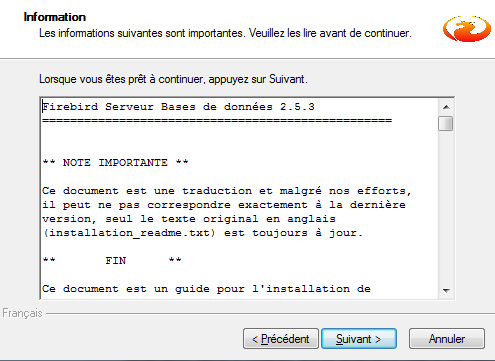 Information
Les informations suivantes sont importantes. Veuillez les lire avant de continuer.
Lorsque vous êtes prêt à continuer, appuyez sur Suivant.
Firebird Serveur Bases de données 2.5.3
==================================================
** NOTE IMPORTANTE **
Ce document est une traduction et malgré nos efforts,
il peut ne pas correspondre exactement à la dernière
version, seul le texte original en anglais
(installation_readme.txt) est toujours à jour.
** FIN **
Ce document est un guide pour l'installation de
Français
< Précédent
Suivant >
Annuler